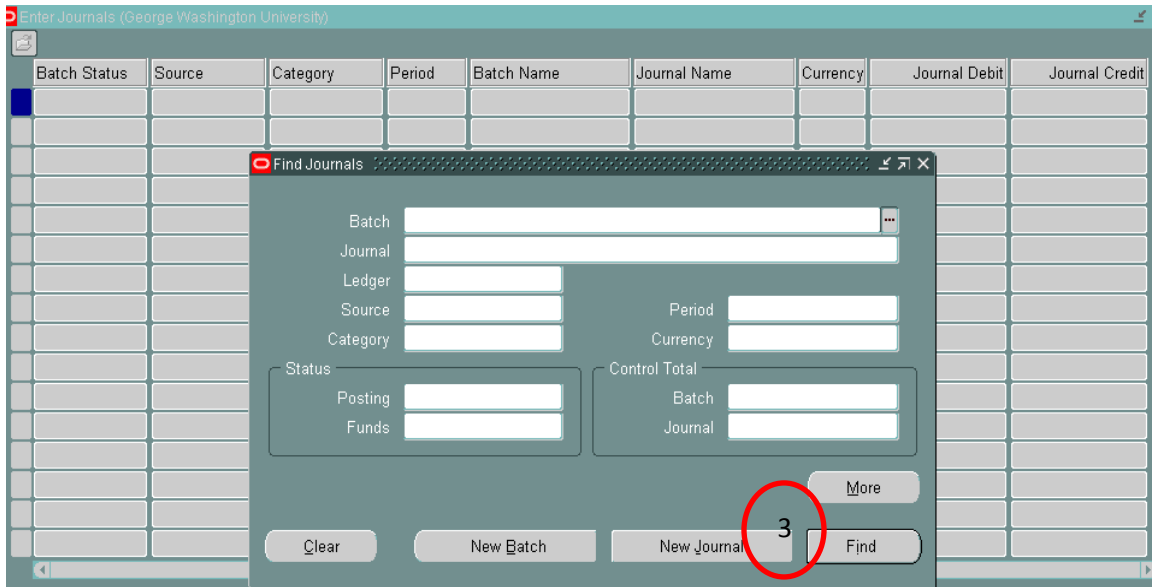 Enter Journals (George Washington University)
Batch Status Source Category Period Batch Name Journal Name Currency Journal Debit Journal Credit
Find Journals
Batch
Journal
Ledger
Source Period
Category Currency
Status Control Total
Posting Batch
Funds Journal
More
3
Clear New Batch New Journal Find